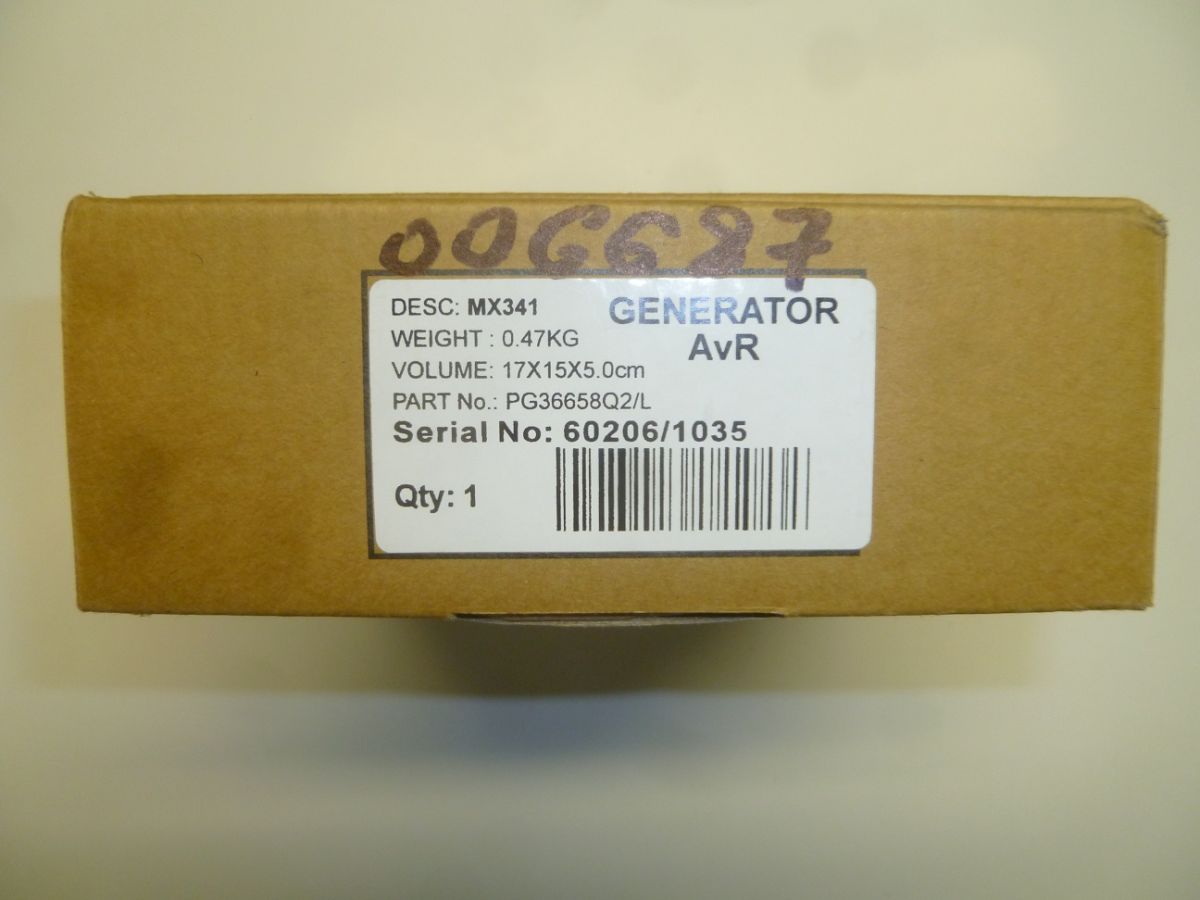 006687
DESC: MX341
WEIGHT : 0.47KG
VOLUME: 17X15X5.0cm
PART No.: PG36658Q2/L
Serial No: 60206/1035
Qty: 1
GENERATOR
AvR